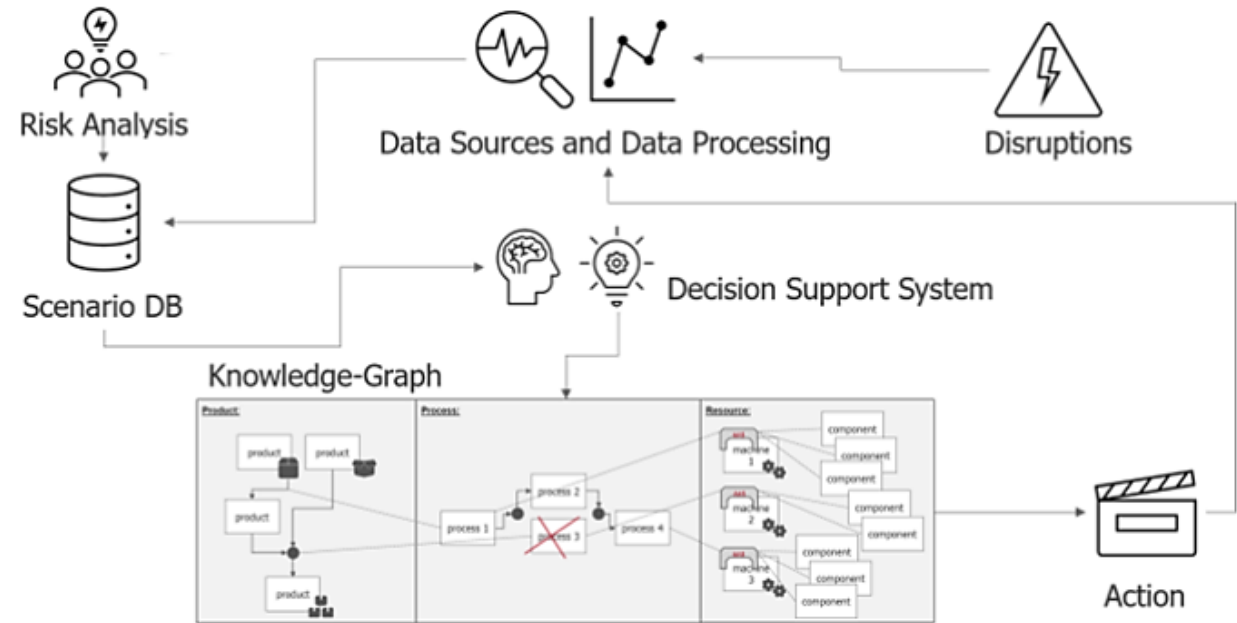 Risk Analysis
Data Sources and Data Processing
Disruptions
Scenario DB
Decision Support System
Knowledge-Graph
Product:
product
product
product
product
Process:
process 1
process 2
process 3
process 4
Resource:
machine
1
machine
2
machine
3
component
component
component
component
component
component
component
component
Action